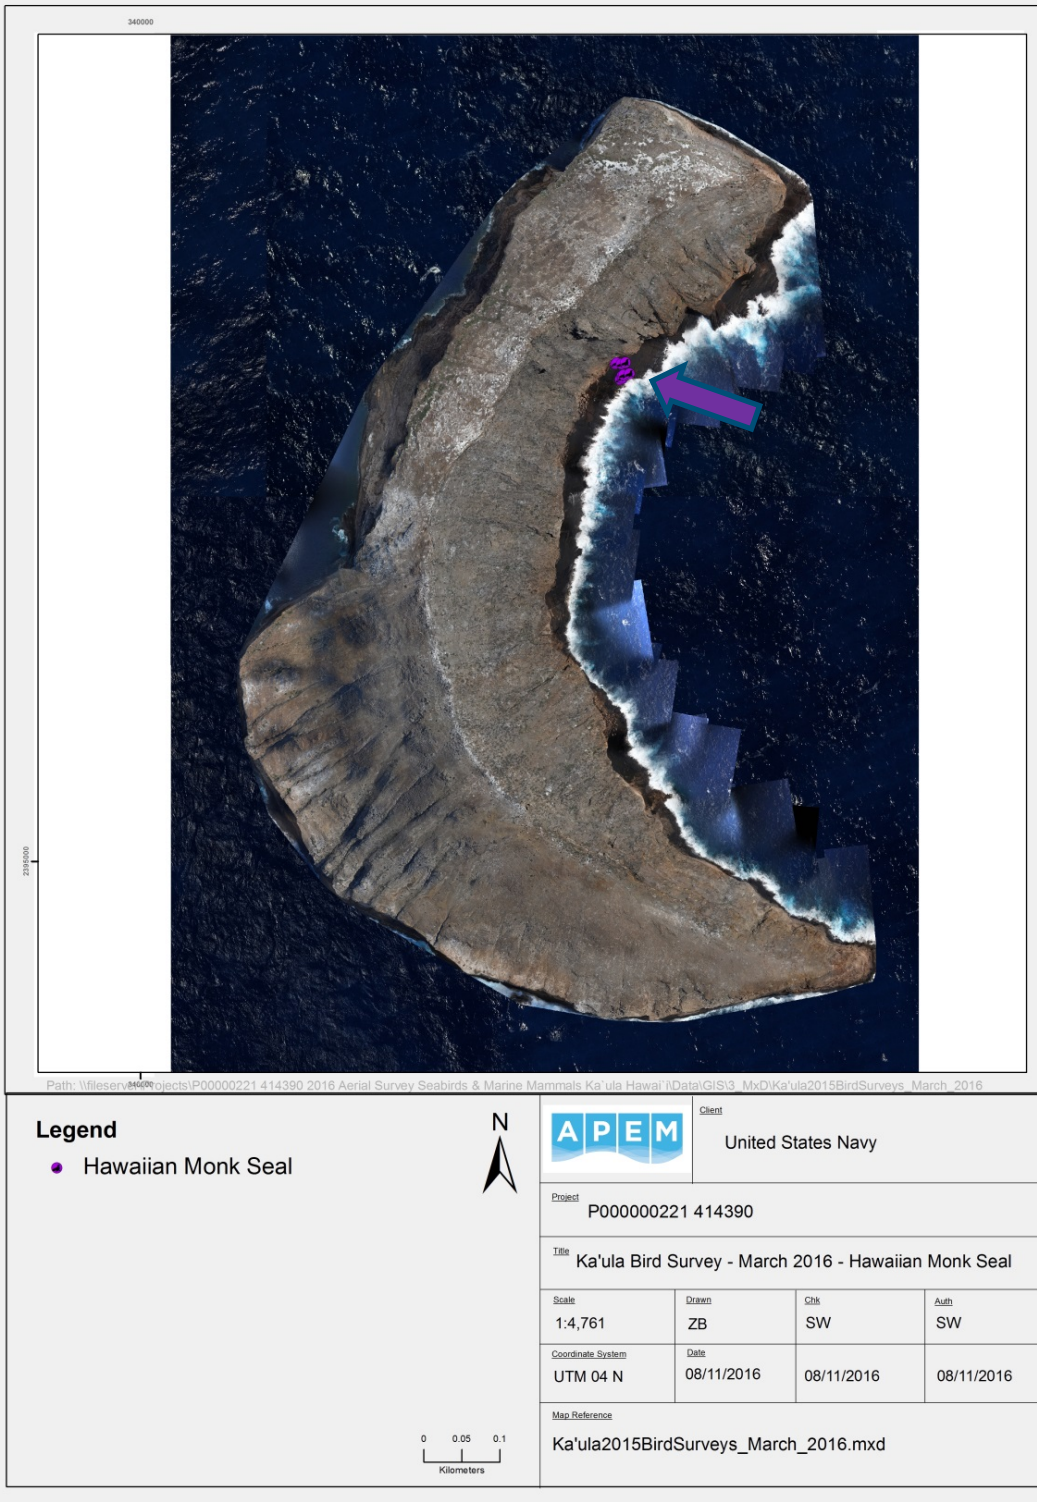 340000
2395000
Path: \\fileserver\Projects\P00000221 414390 2016 Aerial Survey Seabirds & Marine Mammals Ka`ula Hawai`i\Data\GIS\3_MxD\Ka'ula2015BirdSurveys_March_2016
340000
Legend
Hawaiian Monk Seal
N
0 0.05 0.1
Kilometers
APEM
Client
United States Navy
Project
P000000221 414390
Title
Ka'ula Bird Survey - March 2016 - Hawaiian Monk Seal
Scale
1:4,761
Drawn
ZB
Chk
SW
Auth
SW
Coordinate System
UTM 04 N
Date
08/11/2016
08/11/2016
08/11/2016
Map Reference
Ka'ula2015BirdSurveys_March_2016.mxd